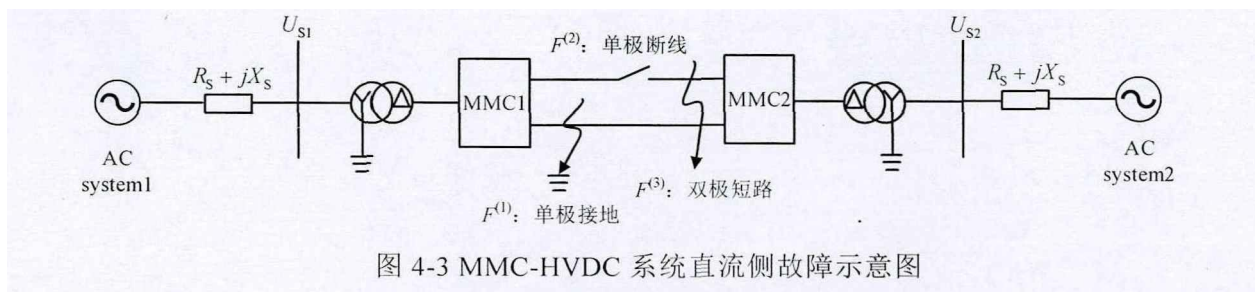 U_S1
F^(2)：单极断线
U_S2
R_S + jX_S
R_S + jX_S
MMC1
MMC2
AC
system1
AC
system2
F^(3)：双极短路
F^(1)：单极接地
图 4-3 MMC-HVDC 系统直流侧故障示意图